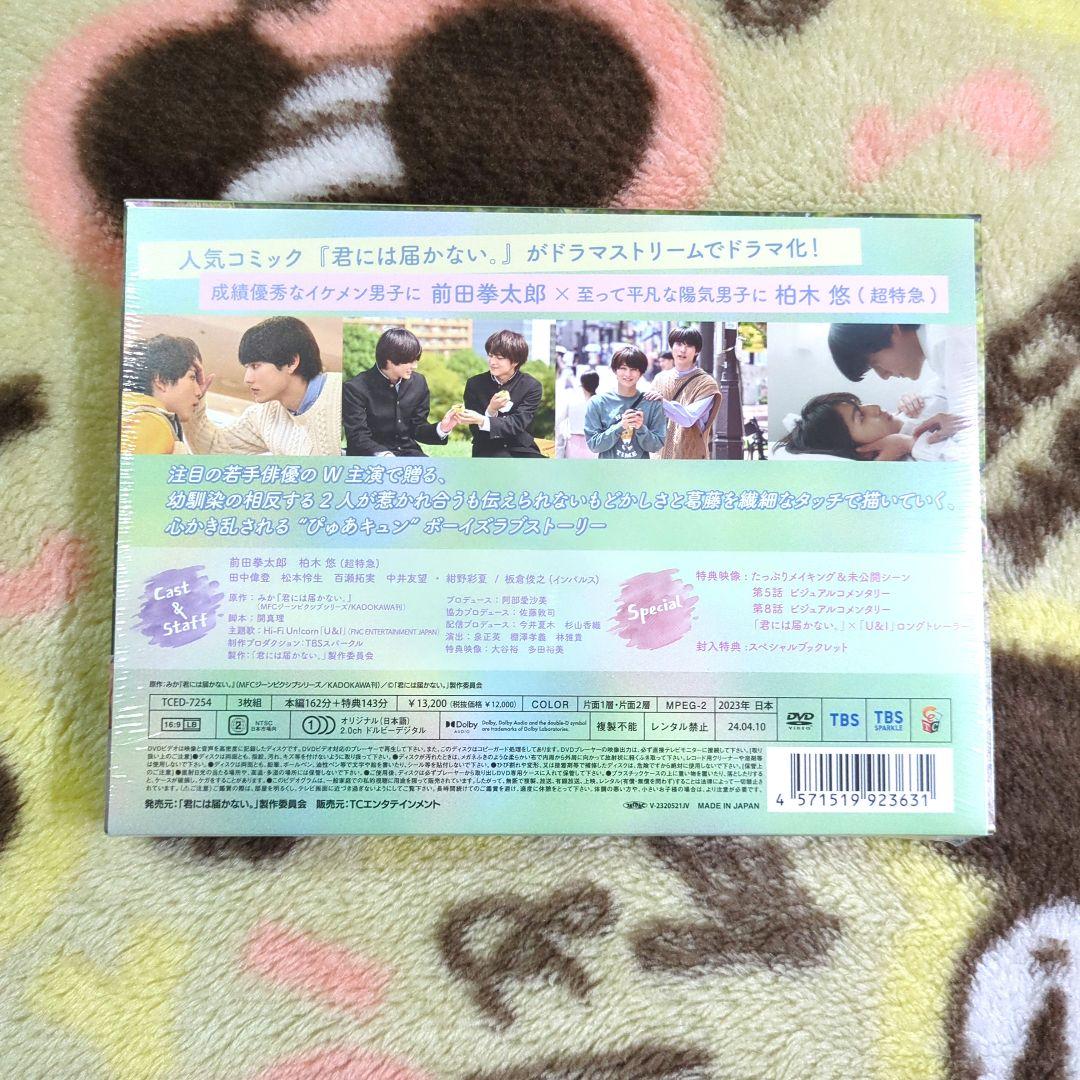 人気コミック『君には届かない。』がドラマストリームでドラマ化！
成績優秀なイケメン男子に 前田拳太郎 × 至って平凡な陽気男子に 柏木 悠（超特急）
注目の若手俳優のW主演で贈る、
幼馴染の相反する2人が惹かれ合うも伝えられないもどかしさと葛藤を繊細なタッチで描いていく、
心かき乱される“ぴゅあキュン”ボーイズラブストーリー
Cast & Staff
前田拳太郎 柏木 悠（超特急）
田中偉登 松本怜生 百瀬拓実 中井友望・紺野彩夏 / 板倉俊之（インパルス）
原作：みか『君には届かない。』
（MFCジーンピクシブシリーズ/KADOKAWA刊）
脚本：開真理
主題歌：Hi-Fi Un!corn「U&I」（FNC ENTERTAINMENT JAPAN）
制作プロダクション：TBSスパークル
製作：「君には届かない。」製作委員会
プロデュース：阿部愛沙美
協力プロデュース：佐藤敦司
配信プロデュース：今井夏木 杉山香織
演出：泉正英 棚澤孝義 林雅貴
特典映像：大谷裕 多田裕美
Special
特典映像：たっぷりメイキング＆未公開シーン
第5話 ビジュアルコメンタリー
第8話 ビジュアルコメンタリー
「君には届かない。」×「U&I」ロングトレーラー
封入特典：スペシャルブックレット
原作：みか『君には届かない。』（MFCジーンピクシブシリーズ/KADOKAWA刊）/©「君には届かない。」製作委員会
TCED-7254 3枚組 本編162分＋特典143分 ￥13,200（税抜価格￥12,000） COLOR 片面1層・片面2層 MPEG-2 2023年 日本
16:9 LB 2 NTSC 日本市場向 1 オリジナル（日本語） 2.0ch ドルビーデジタル Dolby AUDIO Dolby, Dolby Audio and the double-D symbol are trademarks of Dolby Laboratories. 複製不能 レンタル禁止 24.04.10 DVD VIDEO TBS TBS SPARKLE
発売元：「君には届かない。」製作委員会 販売元：TCエンタテインメント
V-2320521JV MADE IN JAPAN
4 571519 923631